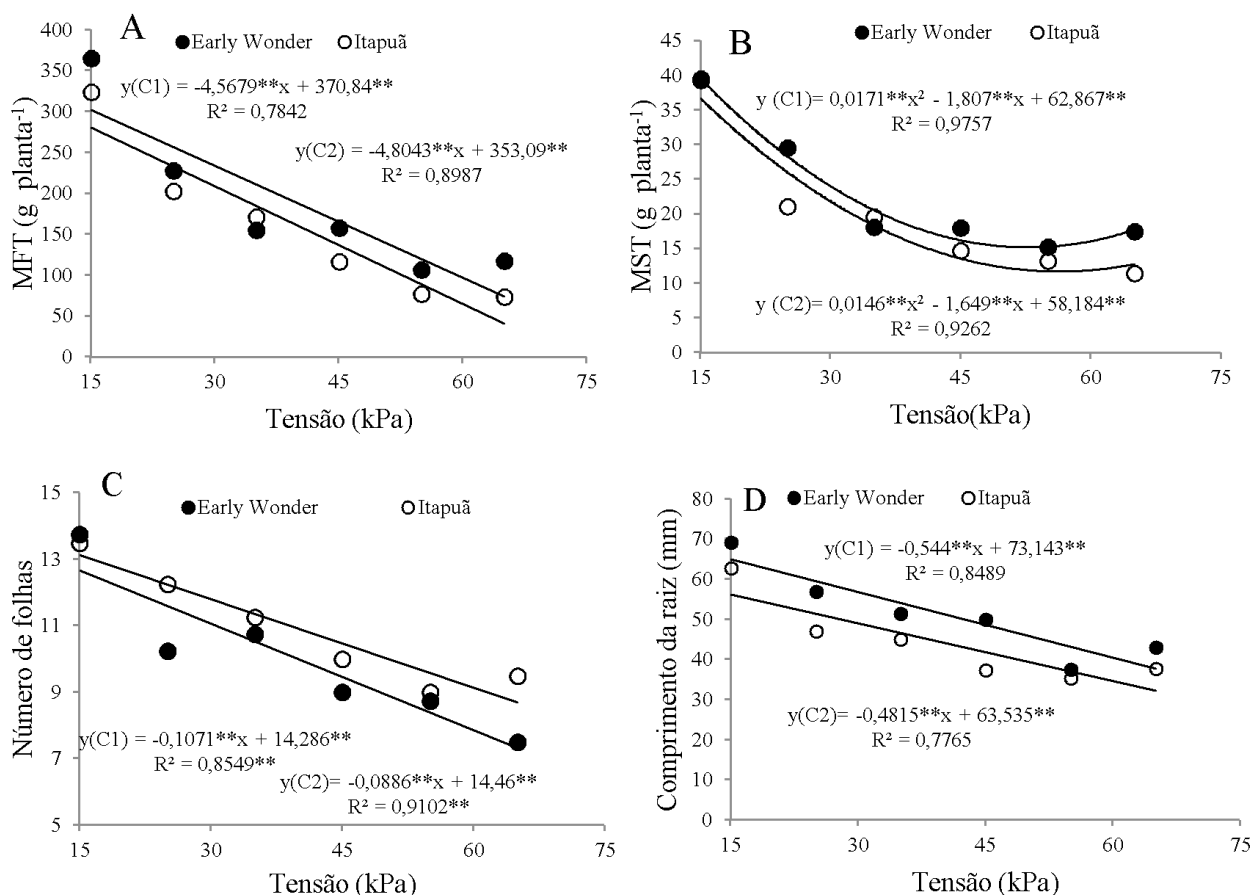 A
Early Wonder Itapuã
y(C1) = -4,5679**x + 370,84**
R² = 0,7842
y(C2) = -4,8043**x + 353,09**
R² = 0,8987
MFT (g planta⁻¹)
400
350
300
250
200
150
100
50
0
15 30 45 60 75
Tensão (kPa)
B
Early Wonder Itapuã
y (C1)= 0,0171**x² - 1,807**x + 62,867**
R² = 0,9757
y (C2)= 0,0146**x² - 1,649**x + 58,184**
R² = 0,9262
MST (g planta⁻¹)
45
40
35
30
25
20
15
10
5
0
15 30 45 60 75
Tensão(kPa)
C
Early Wonder Itapuã
y(C1) = -0,1071**x + 14,286**
R² = 0,8549**
y(C2)= -0,0886**x + 14,46**
R² = 0,9102**
Número de folhas
15
13
11
9
7
5
15 30 45 60 75
Tensão (kPa)
D
Early Wonder Itapuã
y(C1) = -0,544**x + 73,143**
R² = 0,8489
y(C2)= -0,4815**x + 63,535**
R² = 0,7765
Comprimento da raiz (mm)
80
70
60
50
40
30
20
10
0
15 30 45 60 75
Tensão (kPa)